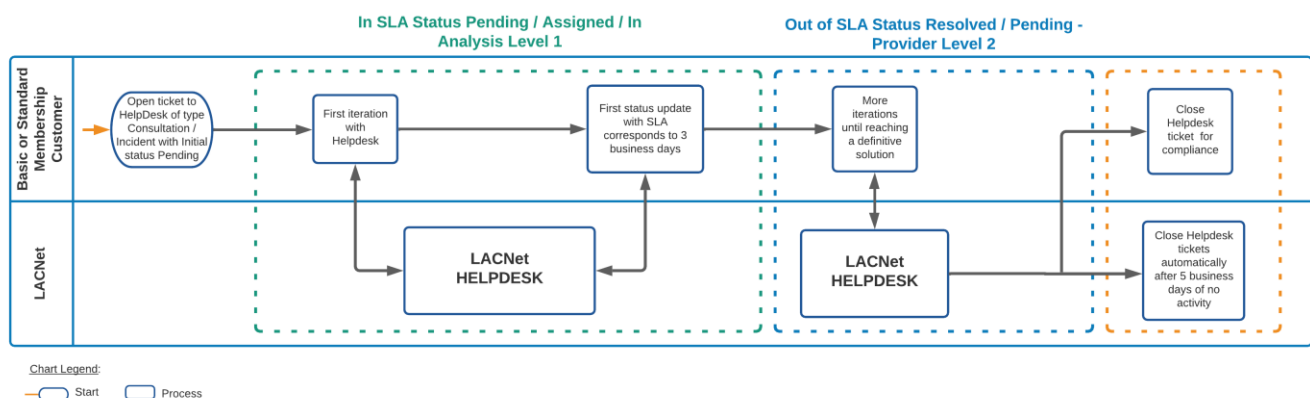 In SLA Status Pending / Assigned / In
Analysis Level 1
Out of SLA Status Resolved / Pending -
Provider Level 2
Basic or Standard
Membership
Customer
Open ticket to
HelpDesk of type
Consultation /
Incident with Initial
status Pending
First iteration
with
Helpdesk
First status update
with SLA
corresponds to 3
business days
More
iterations
until reaching
a definitive
solution
Close
Helpdesk
ticket for
compliance
LACNet
LACNet
HELPDESK
LACNet
HELPDESK
Close Helpdesk
tickets
automatically
after 5 business
days of no
activity
Chart Legend:
Start
Process